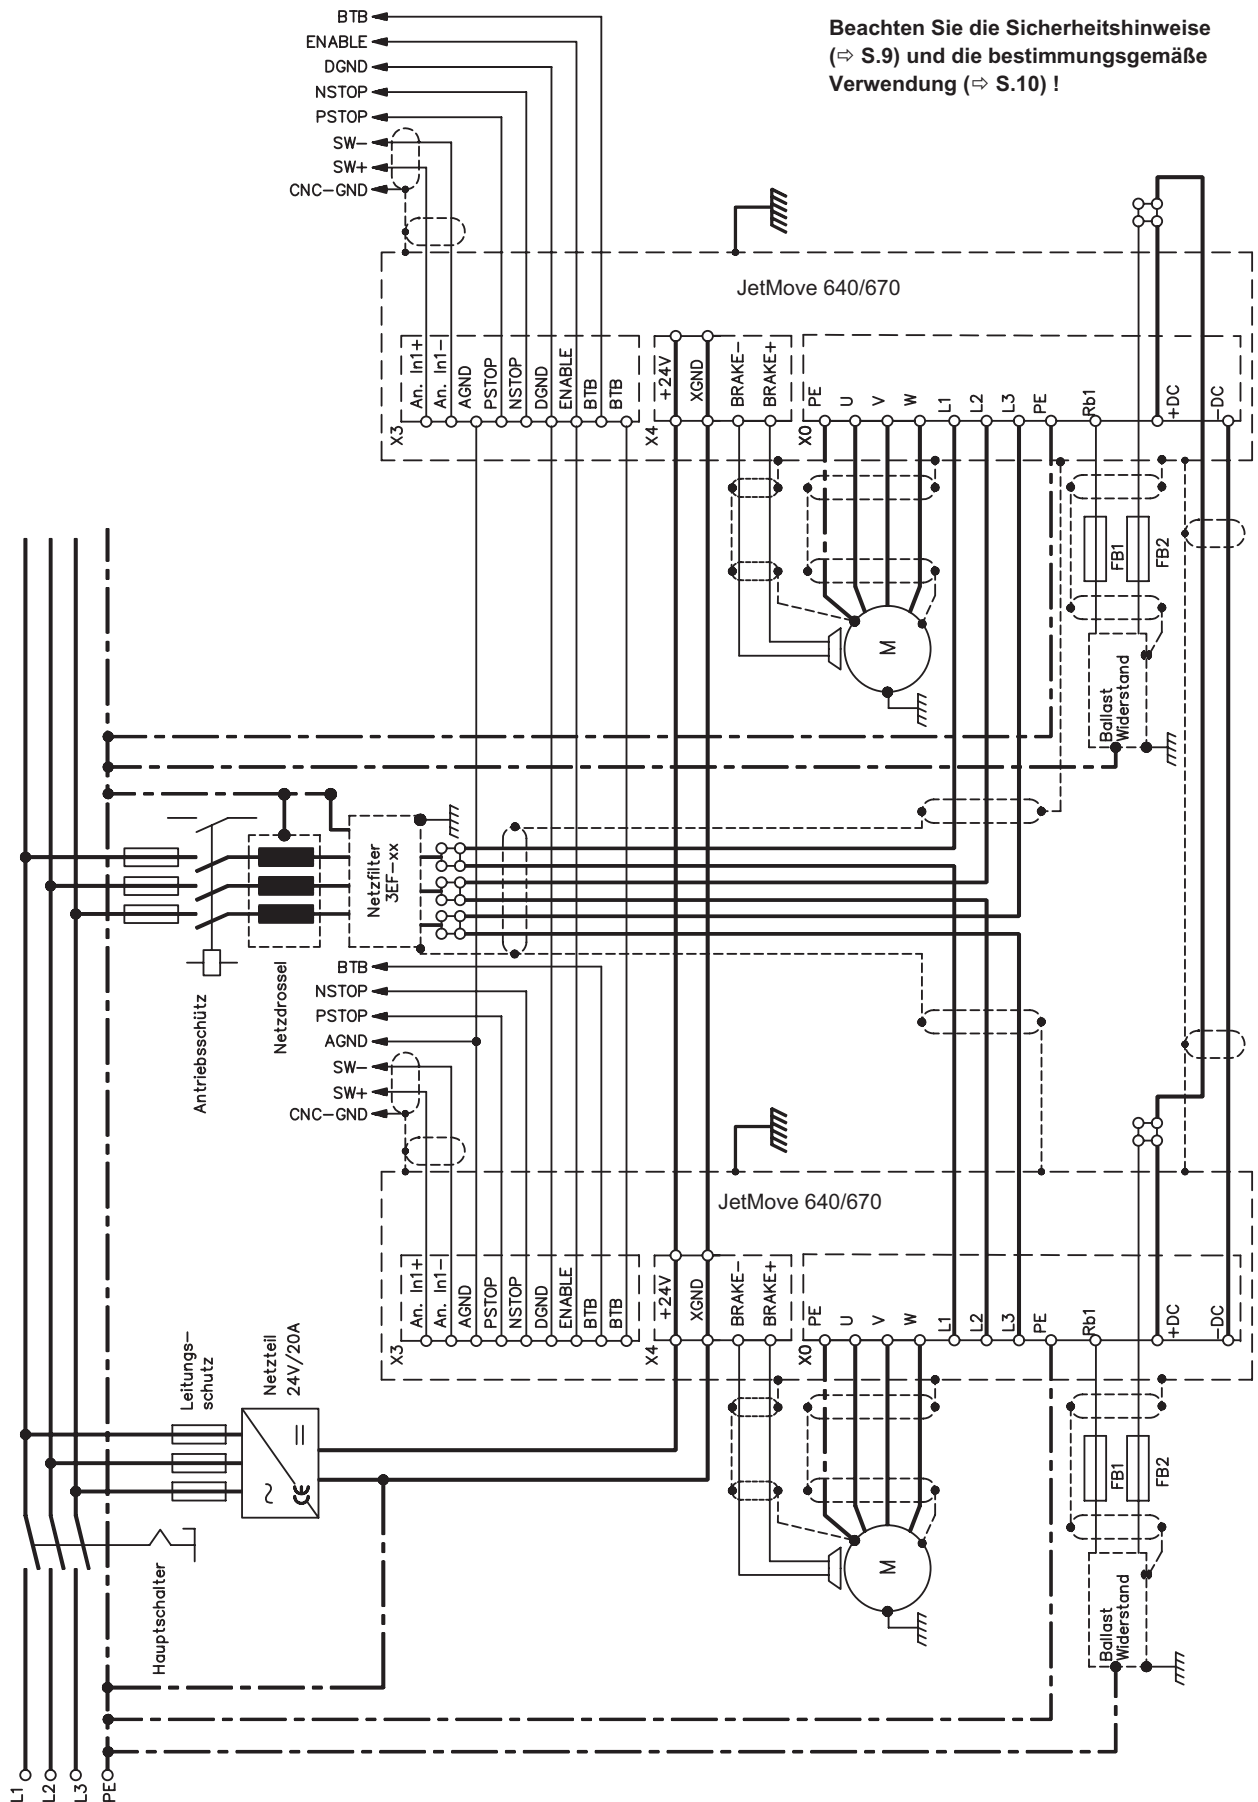 Beachten Sie die Sicherheitshinweise
(⇨ S.9) und die bestimmungsgemäße
Verwendung (⇨ S.10) !
BTB
ENABLE
DGND
NSTOP
PSTOP
SW-
SW+
CNC-GND
JetMove 640/670
X3
An. In1+
An. In1-
AGND
PSTOP
NSTOP
DGND
ENABLE
BTB
BTB
X4
+24V
XGND
BRAKE-
BRAKE+
X0
PE
U
V
W
L1
L2
L3
PE
Rb1
+DC
-DC
FB1
FB2
M
Ballast
Widerstand
Netzfilter
3EF-xx
Netzdrossel
Antriebsschütz
BTB
NSTOP
PSTOP
AGND
SW-
SW+
CNC-GND
JetMove 640/670
X3
An. In1+
An. In1-
AGND
PSTOP
NSTOP
DGND
ENABLE
BTB
BTB
X4
+24V
XGND
BRAKE-
BRAKE+
X0
PE
U
V
W
L1
L2
L3
PE
Rb1
+DC
-DC
Leitungs-
schutz
Netzteil
24V/20A
CE
FB1
FB2
M
Ballast
Widerstand
Hauptschalter
L1
L2
L3
PE